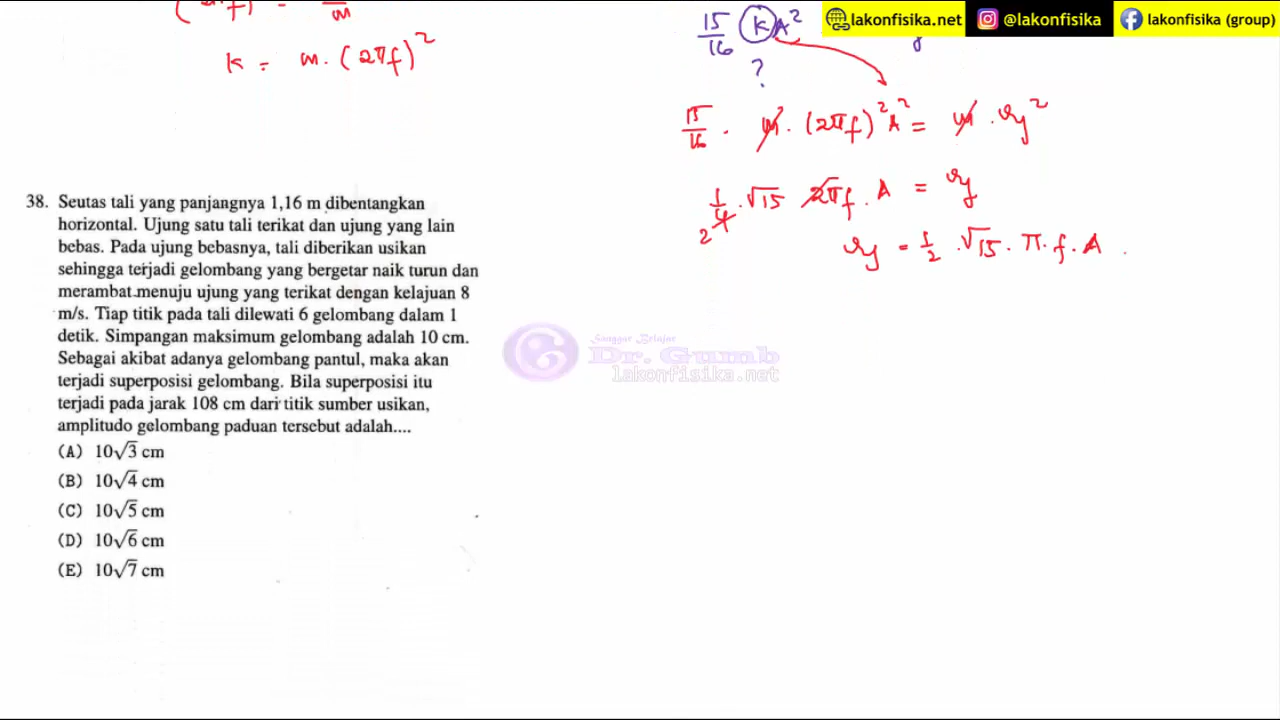 lakonfisika.net @lakonfisika lakonfisika (group)
k = m. (2πf)²
15/16 k A²
?
15/16 . m . (2πf)² A² = m . vy²
1/4 . √15 2πf . A = vy
2
vy = 1/2 . √15 . π . f . A .
38. Seutas tali yang panjangnya 1,16 m dibentangkan
horizontal. Ujung satu tali terikat dan ujung yang lain
bebas. Pada ujung bebasnya, tali diberikan usikan
sehingga terjadi gelombang yang bergetar naik turun dan
merambat menuju ujung yang terikat dengan kelajuan 8
m/s. Tiap titik pada tali dilewati 6 gelombang dalam 1
detik. Simpangan maksimum gelombang adalah 10 cm.
Sebagai akibat adanya gelombang pantul, maka akan
terjadi superposisi gelombang. Bila superposisi itu
terjadi pada jarak 108 cm dari titik sumber usikan,
amplitudo gelombang paduan tersebut adalah....
(A) 10√3 cm
(B) 10√4 cm
(C) 10√5 cm
(D) 10√6 cm
(E) 10√7 cm
Sanggar Belajar
Dr. Gumb
lakonfisika.net